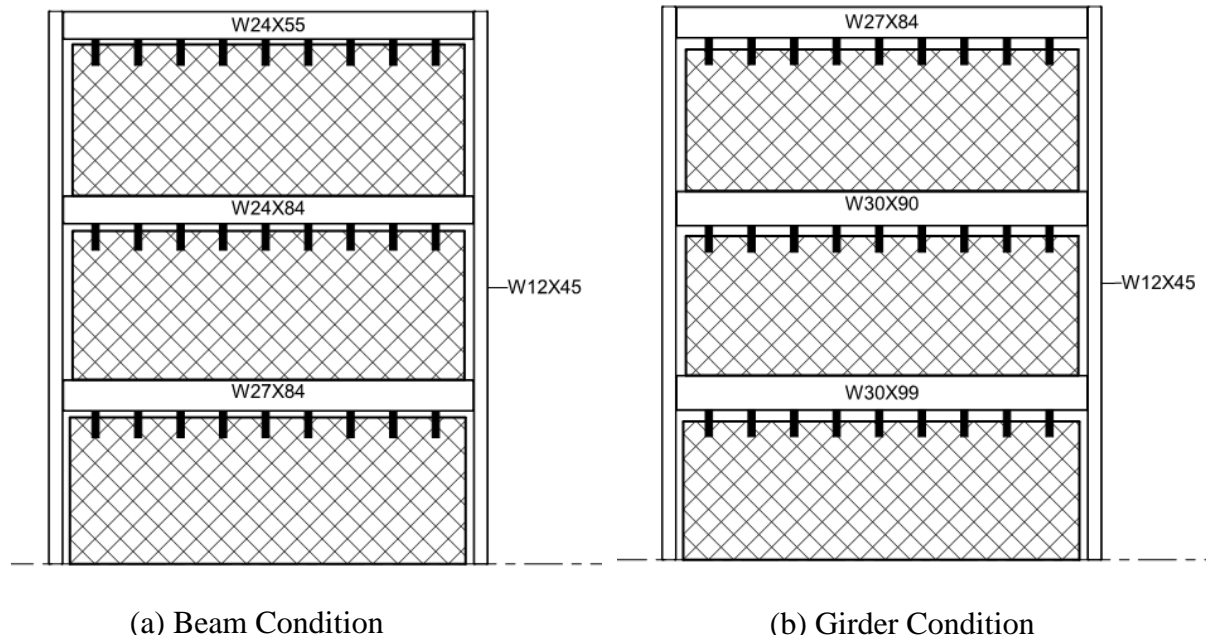 W24X55
W24X84
W27X84
W12X45
(a) Beam Condition
W27X84
W30X90
W30X99
W12X45
(b) Girder Condition